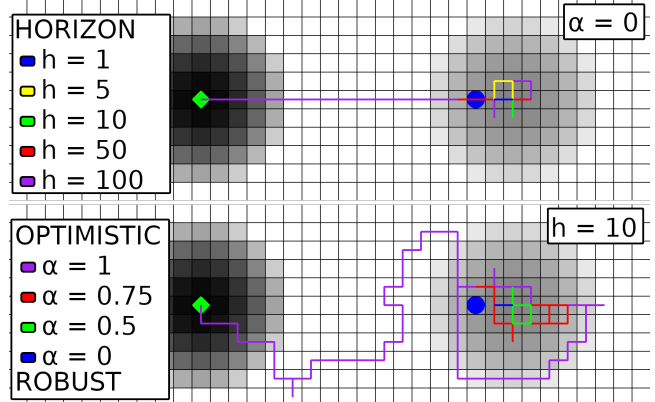 HORIZON
h = 1
h = 5
h = 10
h = 50
h = 100
α = 0
OPTIMISTIC
α = 1
α = 0.75
α = 0.5
α = 0
ROBUST
h = 10